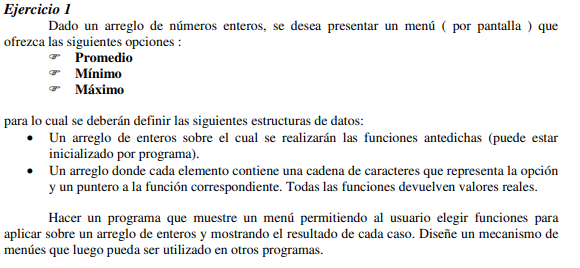 Ejercicio 1
Dado un arreglo de números enteros, se desea presentar un menú ( por pantalla ) que
ofrezca las siguientes opciones :
☞ Promedio
☞ Mínimo
☞ Máximo
para lo cual se deberán definir las siguientes estructuras de datos:
• Un arreglo de enteros sobre el cual se realizarán las funciones antedichas (puede estar
inicializado por programa).
• Un arreglo donde cada elemento contiene una cadena de caracteres que representa la opción
y un puntero a la función correspondiente. Todas las funciones devuelven valores reales.
Hacer un programa que muestre un menú permitiendo al usuario elegir funciones para
aplicar sobre un arreglo de enteros y mostrando el resultado de cada caso. Diseñe un mecanismo de
menúes que luego pueda ser utilizado en otros programas.